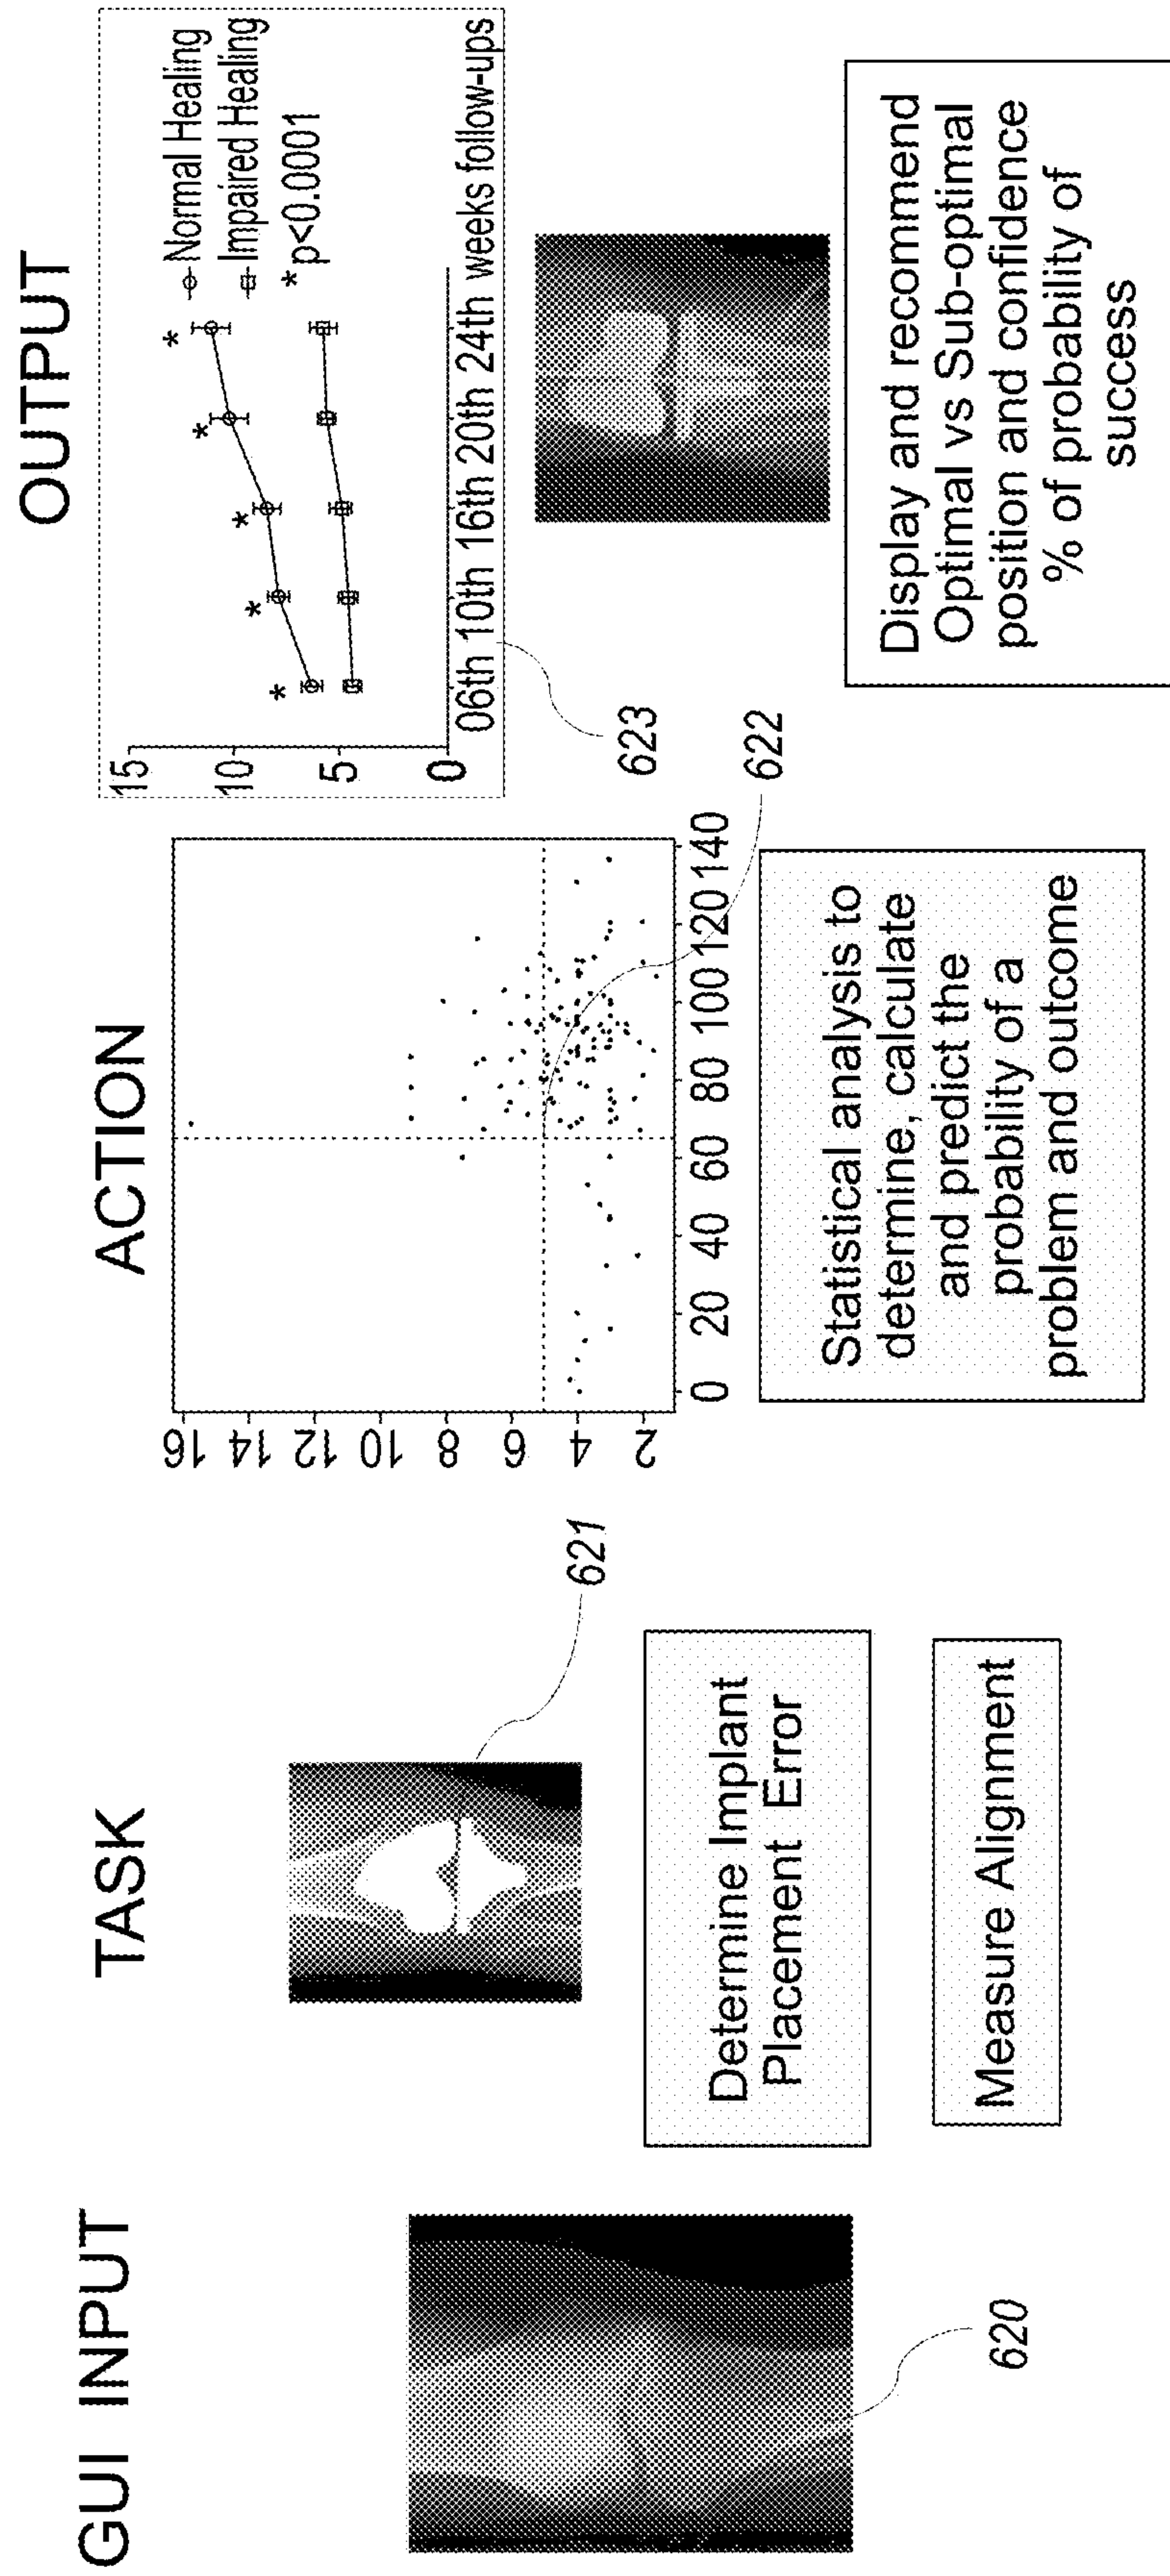 GUI INPUT
620
TASK
621
Determine Implant
Placement Error
Measure Alignment
ACTION
16
14
12
10
8
6
4
2
0 20 40 60 80 100 120 140
622
Statistical analysis to
determine, calculate
and predict the
probability of a
problem and outcome
OUTPUT
15
10
5
0
Normal Healing
Impaired Healing
*p<0.0001
* * * * *
06th 10th 16th 20th 24th weeks follow-ups
623
Display and recommend
Optimal vs Sub-optimal
position and confidence
% of probability of
success